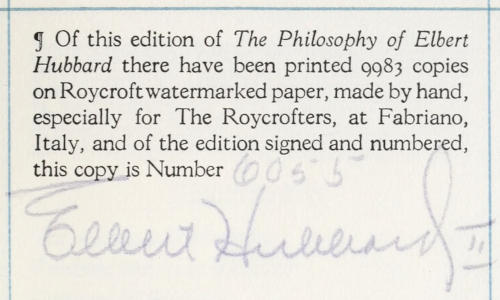 ¶ Of this edition of The Philosophy of Elbert
Hubbard there have been printed 9983 copies
on Roycroft watermarked paper, made by hand,
especially for The Roycrofters, at Fabriano,
Italy, and of the edition signed and numbered,
this copy is Number 6055
Elbert Hubbard II